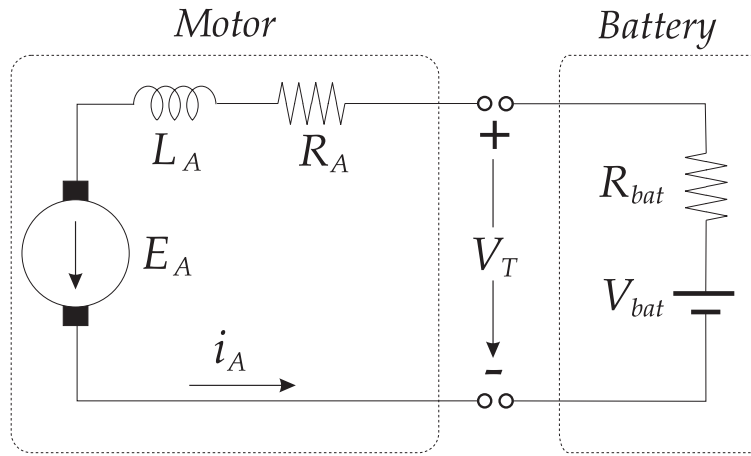 Motor
Battery
L_A
R_A
+
R_bat
E_A
V_T
V_bat
i_A
-